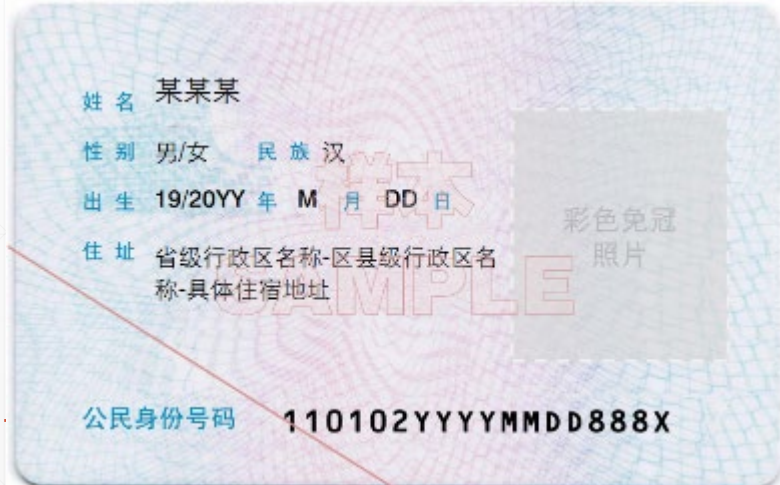 姓名 某某某
性别 男/女 民族 汉
出生 19/20YY 年 M 月 DD 日
样本
住址 省级行政区名称-区县级行政区名
称-具体住宿地址
彩色免冠
照片
SAMPLE
公民身份号码 110102YYYYMMDD888X